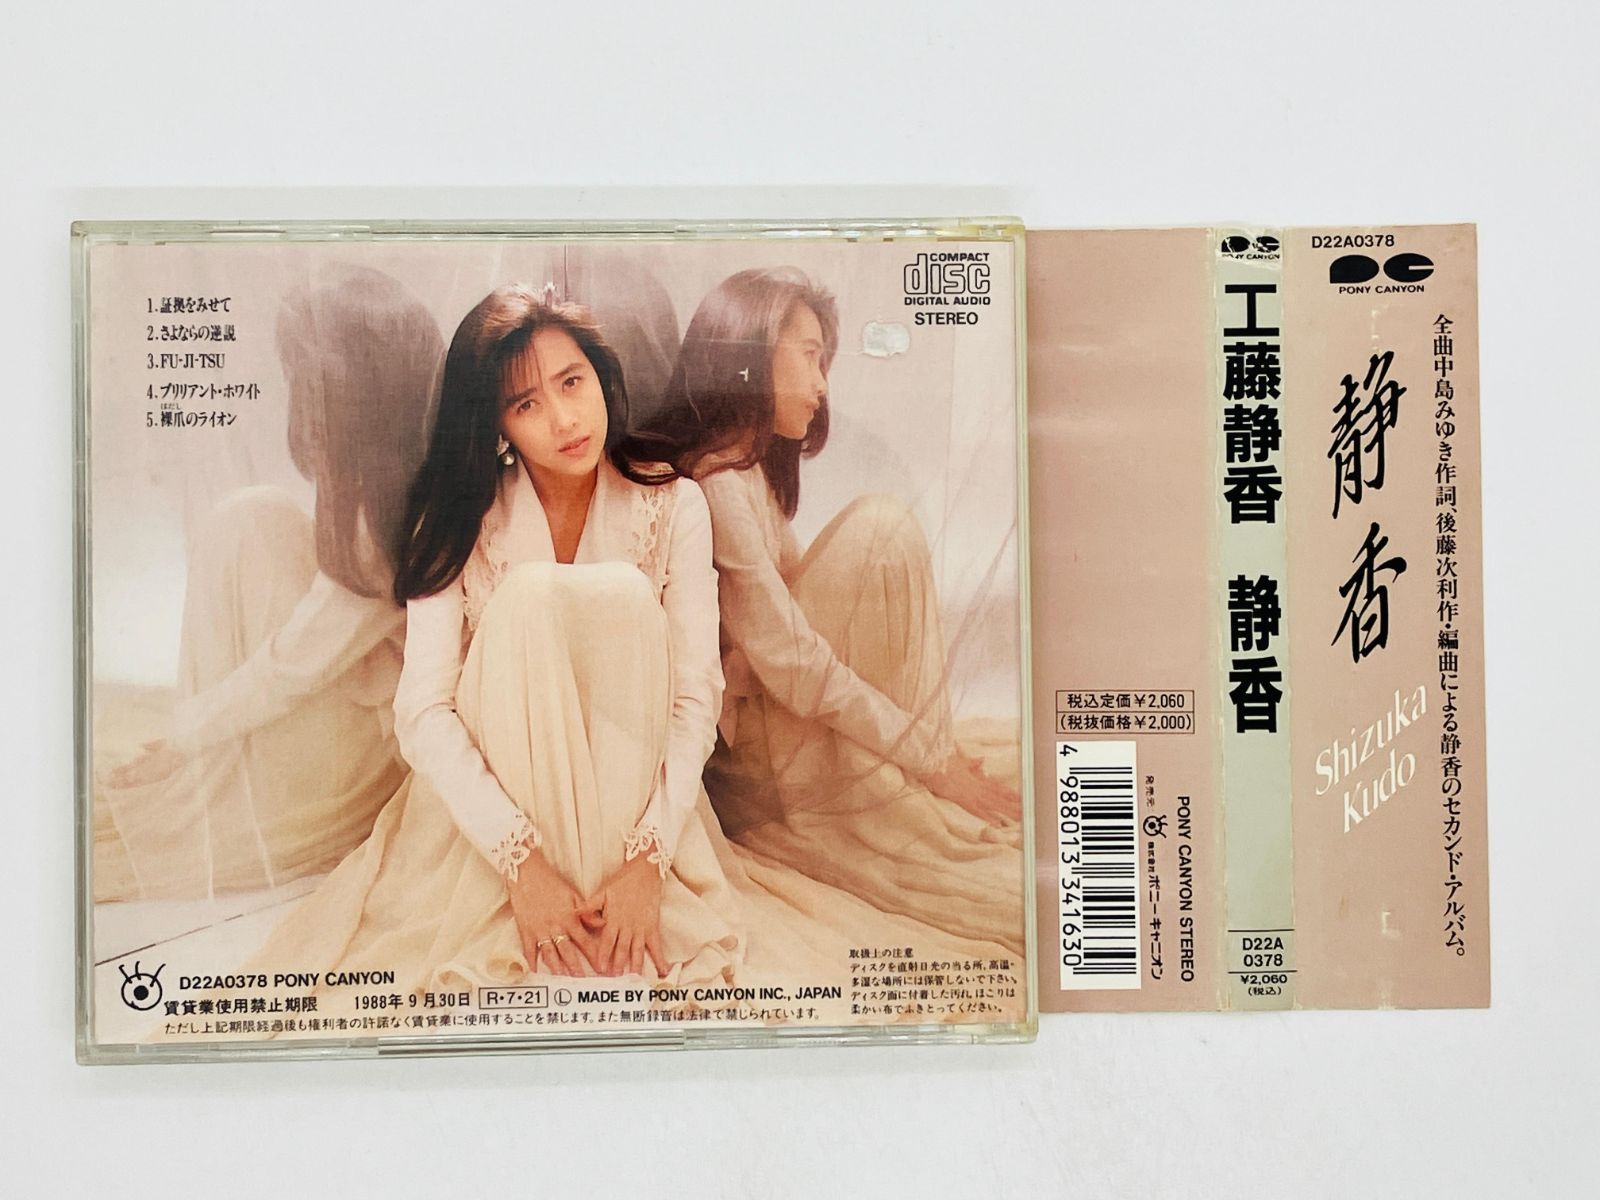 1.証拠をみせて
2.さよならの逆説
3.FU-JI-TSU
4.ブリリアント・ホワイト
はだし
5.裸爪のライオン
COMPACT
disc
DIGITAL AUDIO
STEREO
D22A0378 PONY CANYON
賃貸業使用禁止期限 1988年9月30日 R・7・21 Ⓛ MADE BY PONY CANYON INC., JAPAN
ただし上記期限経過後も権利者の許諾なく賃貸業に使用することを禁じます。また無断録音は法律で禁じられています。
取扱上の注意
ディスクを直射日光の当る所、高温・
多湿な場所には保管しないで下さい。
ディスク面に付着した汚れ、ほこりは
柔かい布でふきとってください。
税込定価¥2,060
(税抜価格¥2,000)
4 988013 341630
発売元:株式会社ポニーキャニオン
PONY CANYON STEREO
PONY CANYON
工藤静香 静香
D22A
0378
¥2,060
(税込)
D22A0378
PONY CANYON
静香
Shizuka
Kudo
全曲中島みゆき作詞、後藤次利作・編曲による静香のセカンド・アルバム。